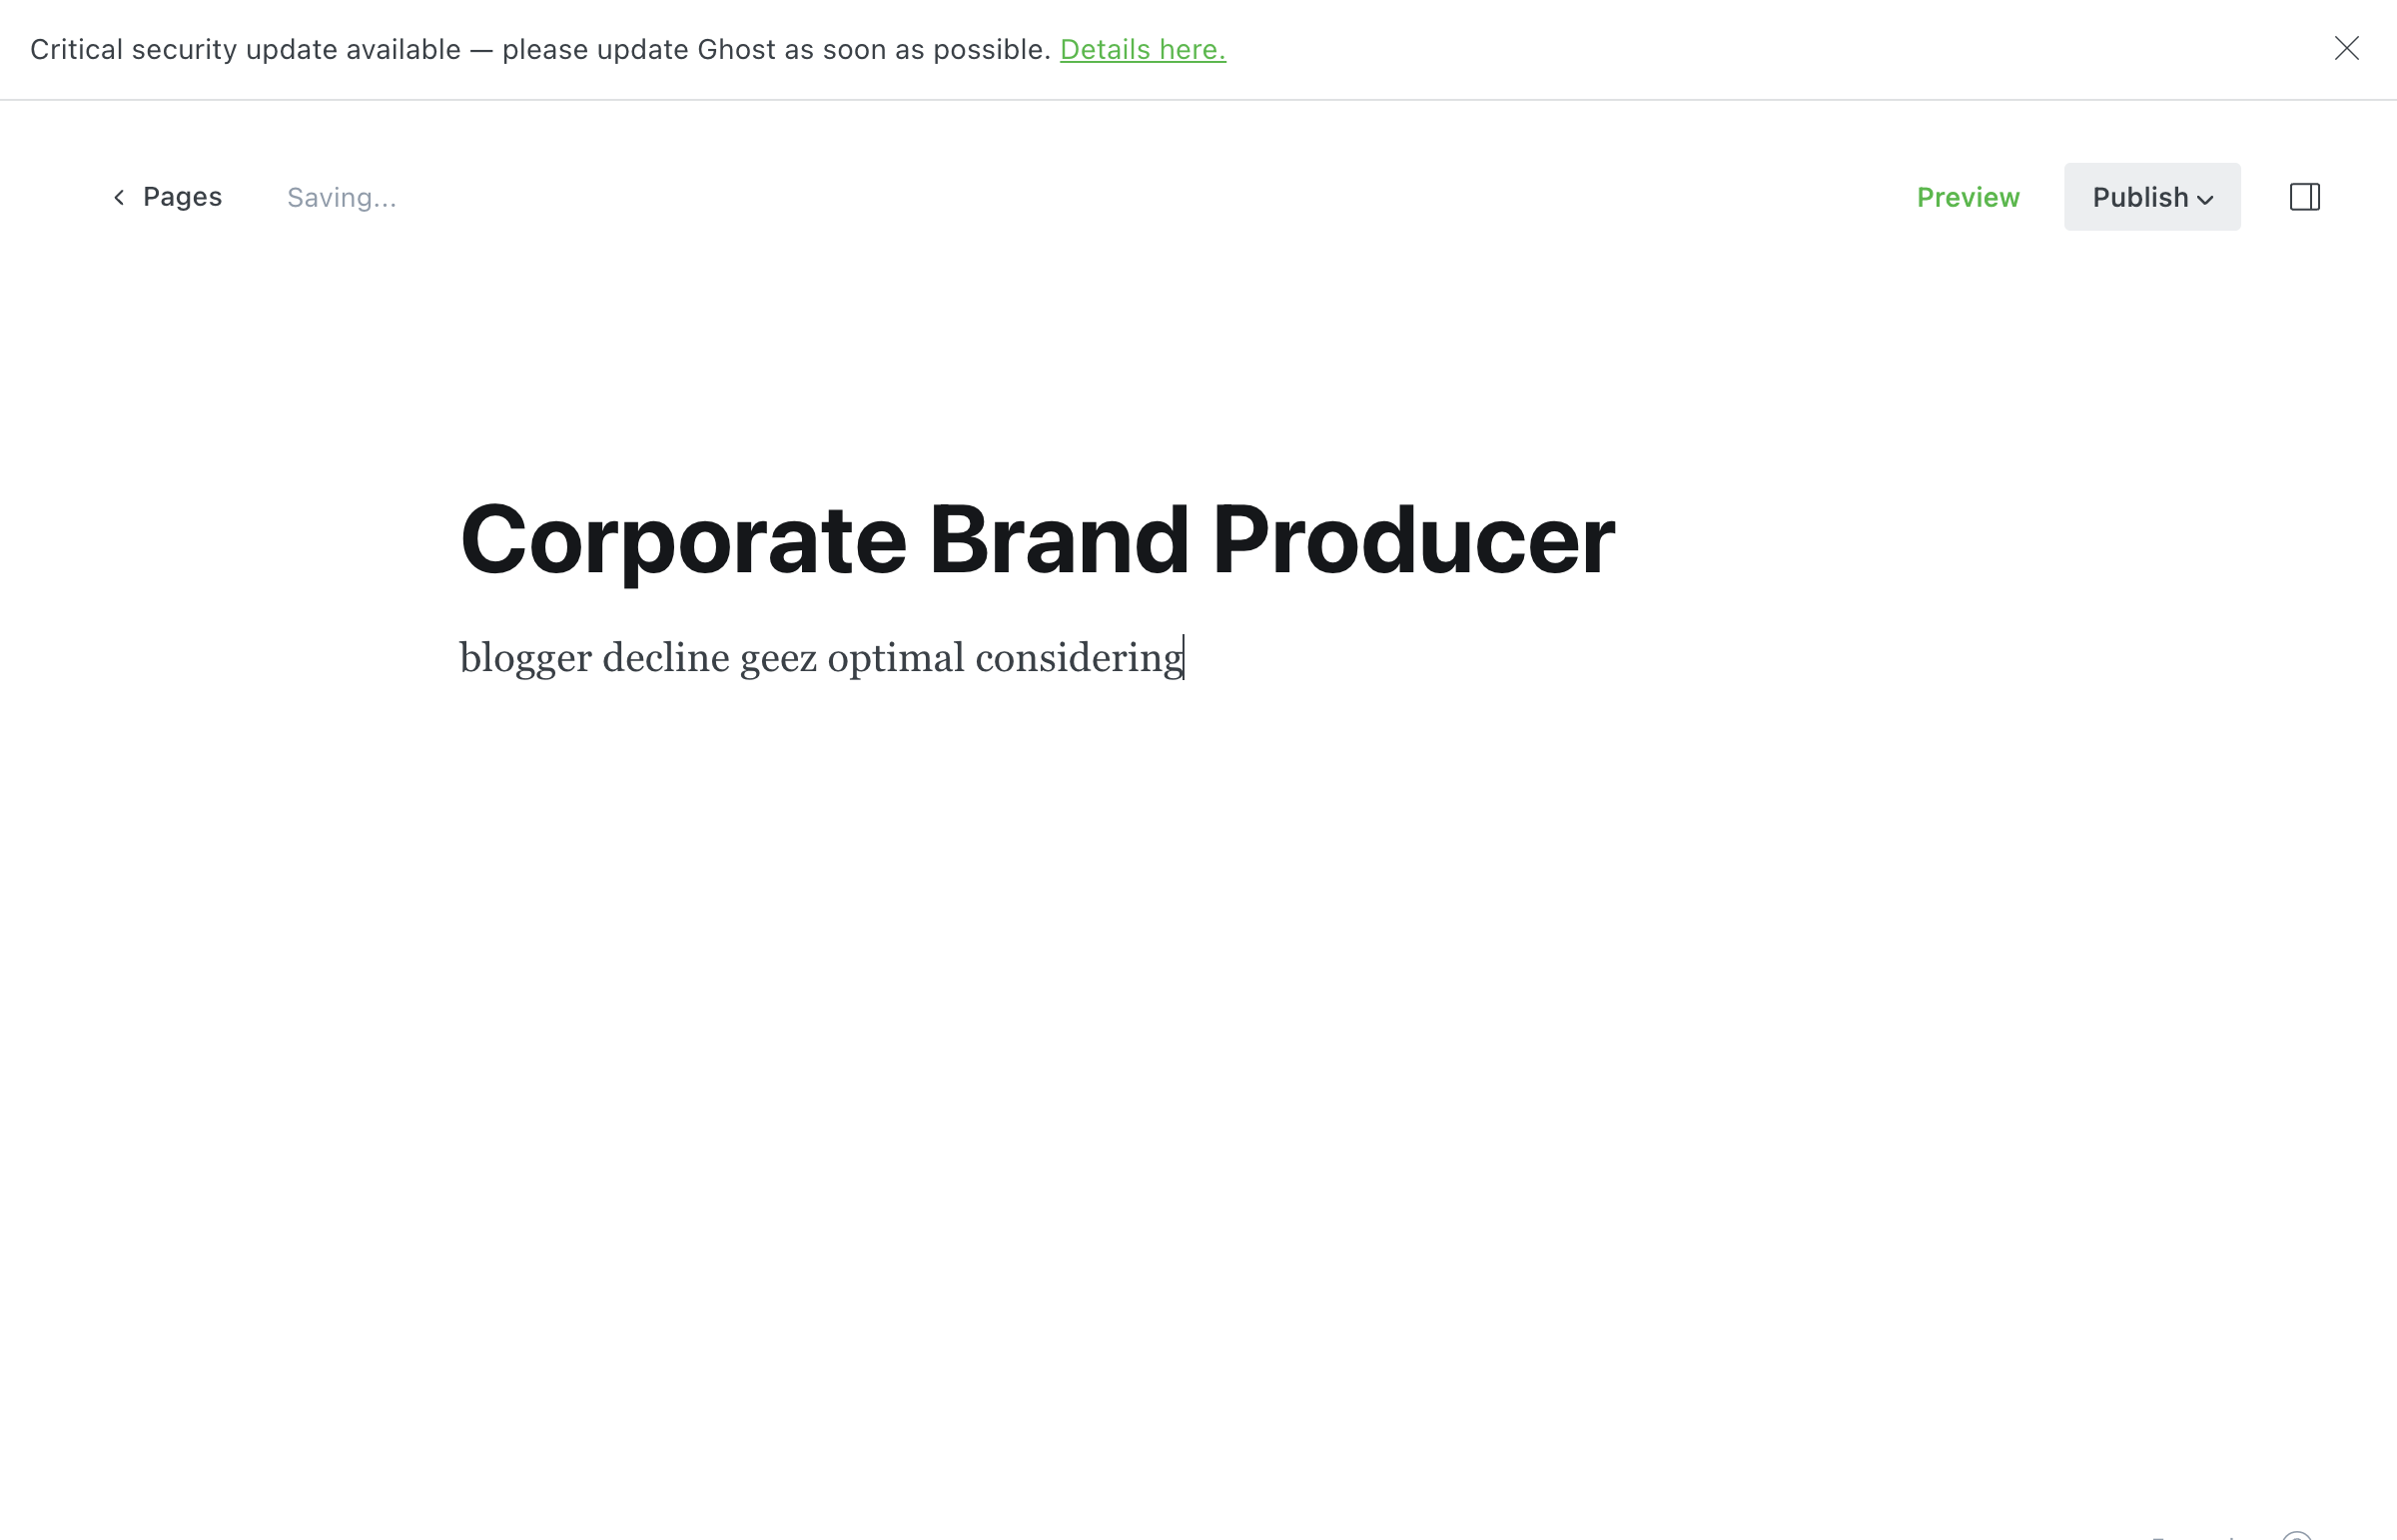 Critical security update available — please update Ghost as soon as possible. Details here.
Pages
Saving...
Preview
Publish
Corporate Brand Producer
blogger decline geez optimal considering